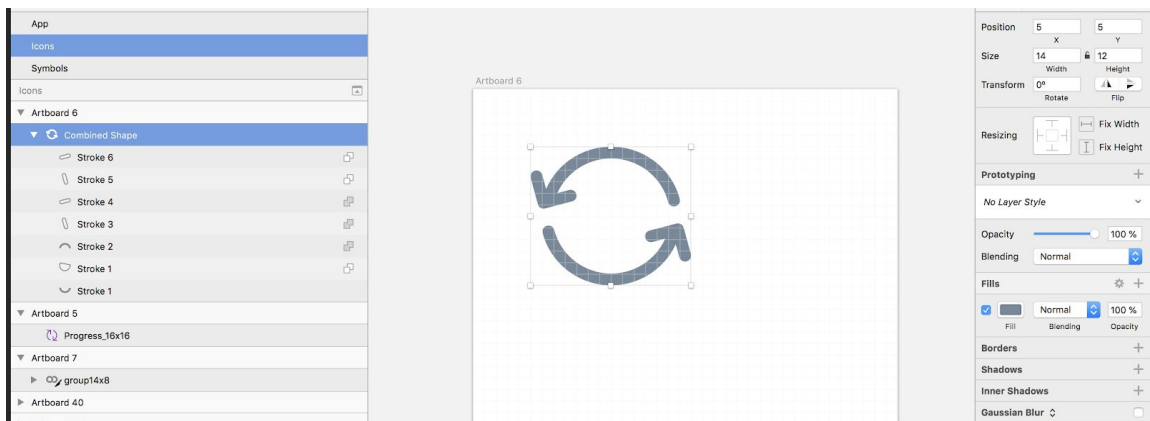 App
Icons
Symbols
Icons
Artboard 6
Combined Shape
Stroke 6
Stroke 5
Stroke 4
Stroke 3
Stroke 2
Stroke 1
Stroke 1
Artboard 5
Progress_16x16
Artboard 7
group14x8
Artboard 40
Artboard 6
Position 5 5
X Y
Size 14 12
Width Height
Transform 0°
Rotate Flip
Resizing
Fix Width
Fix Height
Prototyping
No Layer Style
Opacity 100 %
Blending Normal
Fills
Normal 100 %
Fill Blending Opacity
Borders
Shadows
Inner Shadows
Gaussian Blur